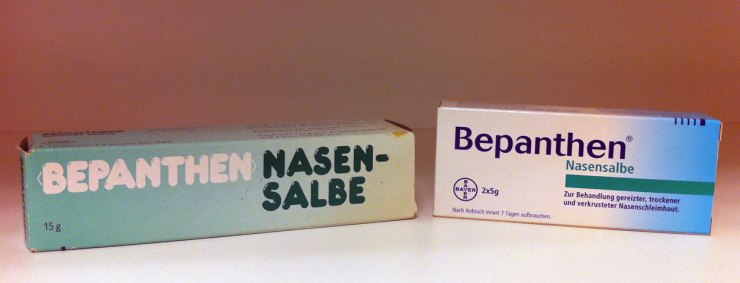 BEPANTHEN
NASEN-
SALBE
15 g
Bepanthen®
Nasensalbe
BAYER
2x5g
Zur Behandlung gereizter, trockener
und verkrusteter Nasenschleimhaut.
Nach Anbruch innert 7 Tagen aufbrauchen.